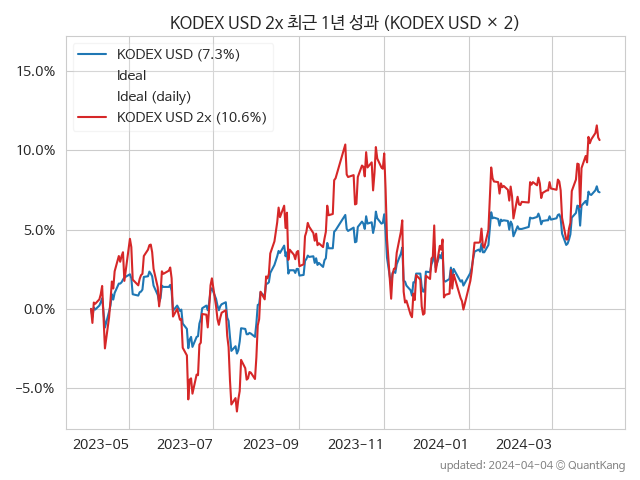 KODEX USD 2x 최근 1년 성과 (KODEX USD × 2)
KODEX USD (7.3%)
Ideal
Ideal (daily)
KODEX USD 2x (10.6%)
15.0%
10.0%
5.0%
0.0%
−5.0%
2023-05 2023-07 2023-09 2023-11 2024-01 2024-03
updated: 2024-04-04 © QuantKang